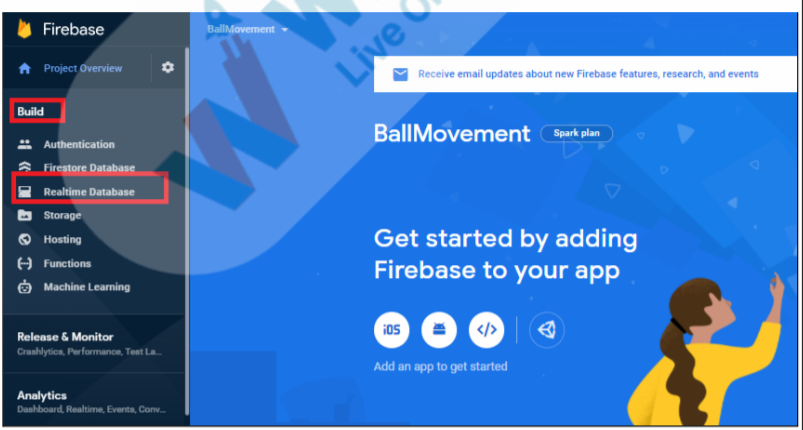 Firebase
BallMovement
Project Overview
Receive email updates about new Firebase features, research, and events
Build
BallMovement
Spark plan
Authentication
Firestore Database
Realtime Database
Storage
Hosting
Functions
Machine Learning
Get started by adding
Firebase to your app
iOS
Add an app to get started
Release & Monitor
Crashlytics, Performance, Test La...
Analytics
Dashboard, Realtime, Events, Conv...
Live